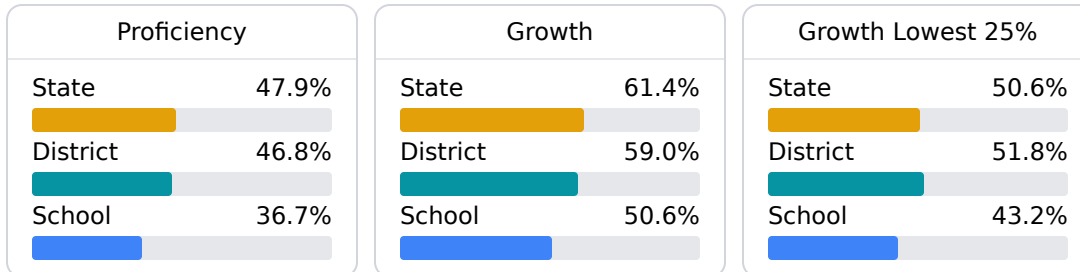 Proficiency
State 47.9%
District 46.8%
School 36.7%
Growth
State 61.4%
District 59.0%
School 50.6%
Growth Lowest 25%
State 50.6%
District 51.8%
School 43.2%